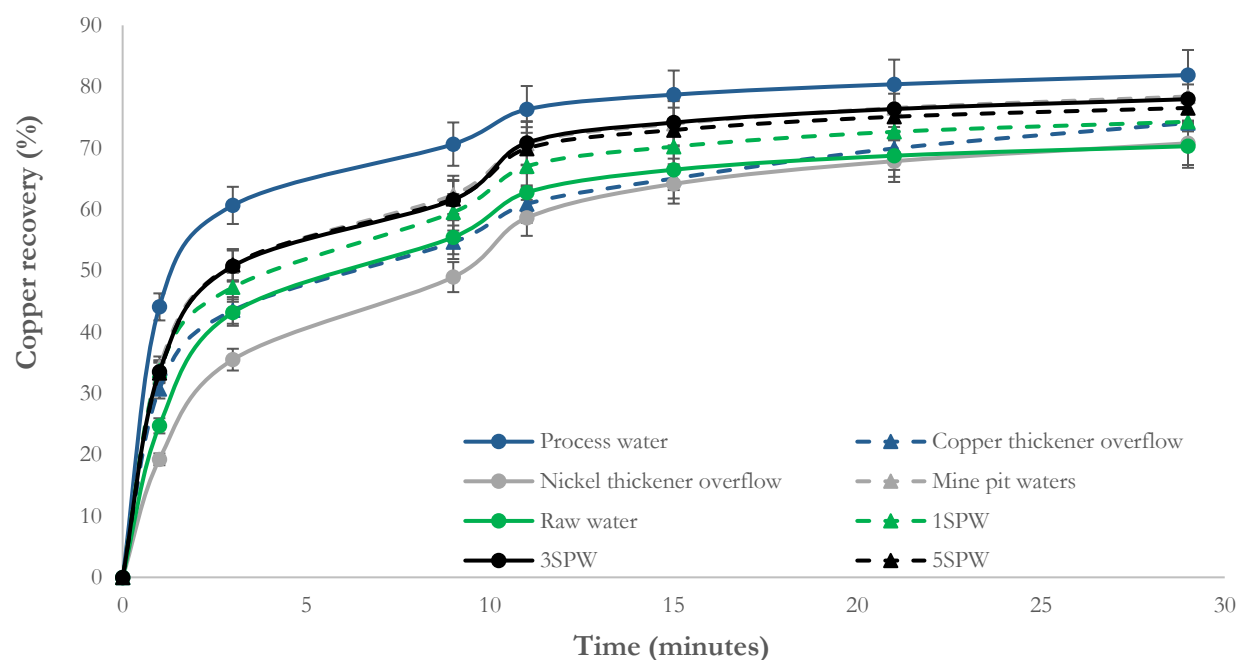 90
80
70
60
50
40
30
20
10
0
Copper recovery (%)
Process water
Copper thickener overflow
Nickel thickener overflow
Mine pit waters
Raw water
1SPW
3SPW
5SPW
0
5
10
15
20
25
30
Time (minutes)